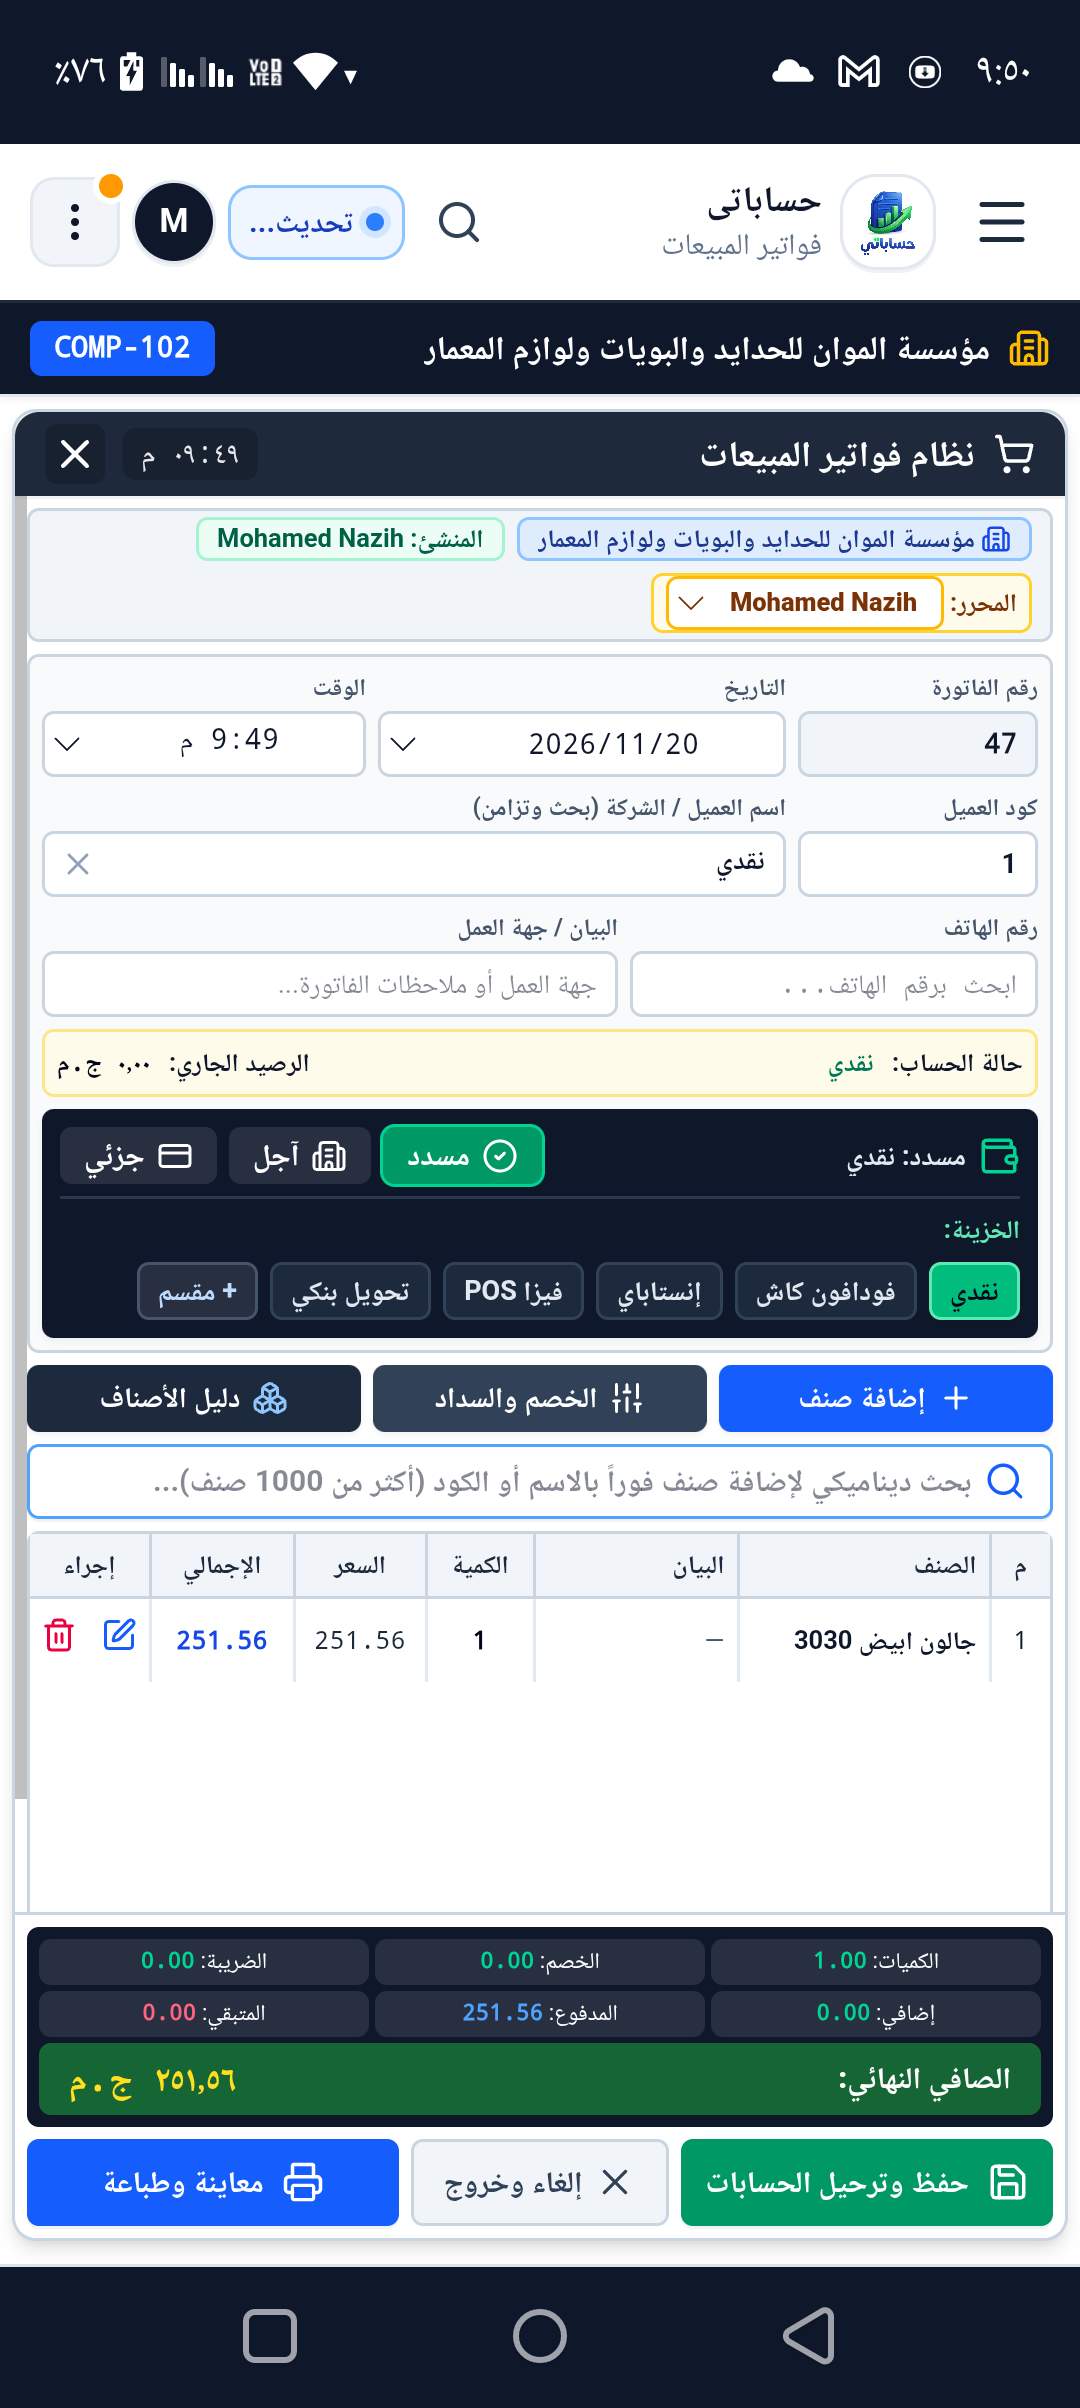 ٩:٥٠
٪٧٦
VoD LTE 2
حساباتى
فواتير المبيعات
حساباتي
تحديث...
M
مؤسسة الموان للحدايد والبويات ولوازم المعمار
COMP-102
نظام فواتير المبيعات
٠٩:٤٩ م
مؤسسة الموان للحدايد والبويات ولوازم المعمار
المنشئ: Mohamed Nazih
المحرر: Mohamed Nazih
رقم الفاتورة
التاريخ
الوقت
47
2026/11/20
9:49 م
كود العميل
اسم العميل / الشركة (بحث وتزامن)
1
نقدي
رقم الهاتف
البيان / جهة العمل
ابحث برقم الهاتف...
جهة العمل أو ملاحظات الفاتورة...
حالة الحساب: نقدي
الرصيد الجاري: ٠,٠٠ ج.م
مسدد: نقدي
مسدد
آجل
جزئي
الخزينة:
نقدي
فودافون كاش
إنستاباي
فيزا POS
تحويل بنكي
+ مقسم
إضافة صنف
الخصم والسداد
دليل الأصناف
بحث ديناميكي لإضافة صنف فوراً بالاسم أو الكود (أكثر من 1000 صنف)...
م الصنف البيان الكمية السعر الإجمالي إجراء
1 جالون ابيض 3030 — 1 251.56 251.56
الكميات: 1.00
الخصم: 0.00
الضريبة: 0.00
إضافي: 0.00
المدفوع: 251.56
المتبقي: 0.00
الصافي النهائي: ٢٥١,٥٦ ج.م
حفظ وترحيل الحسابات
إلغاء وخروج
معاينة وطباعة